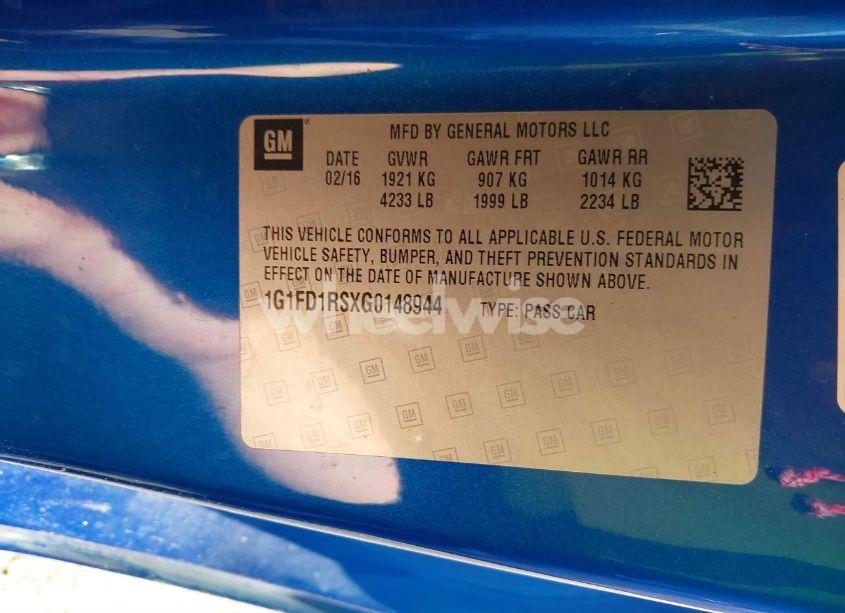 GM
MFD BY GENERAL MOTORS LLC
DATE GVWR GAWR FRT GAWR RR
02/16 1921 KG 907 KG 1014 KG
4233 LB 1999 LB 2234 LB
THIS VEHICLE CONFORMS TO ALL APPLICABLE U.S. FEDERAL MOTOR
VEHICLE SAFETY, BUMPER, AND THEFT PREVENTION STANDARDS IN
EFFECT ON THE DATE OF MANUFACTURE SHOWN ABOVE.
1G1FD1RSXG0148944 TYPE: PASS CAR
wheelwise